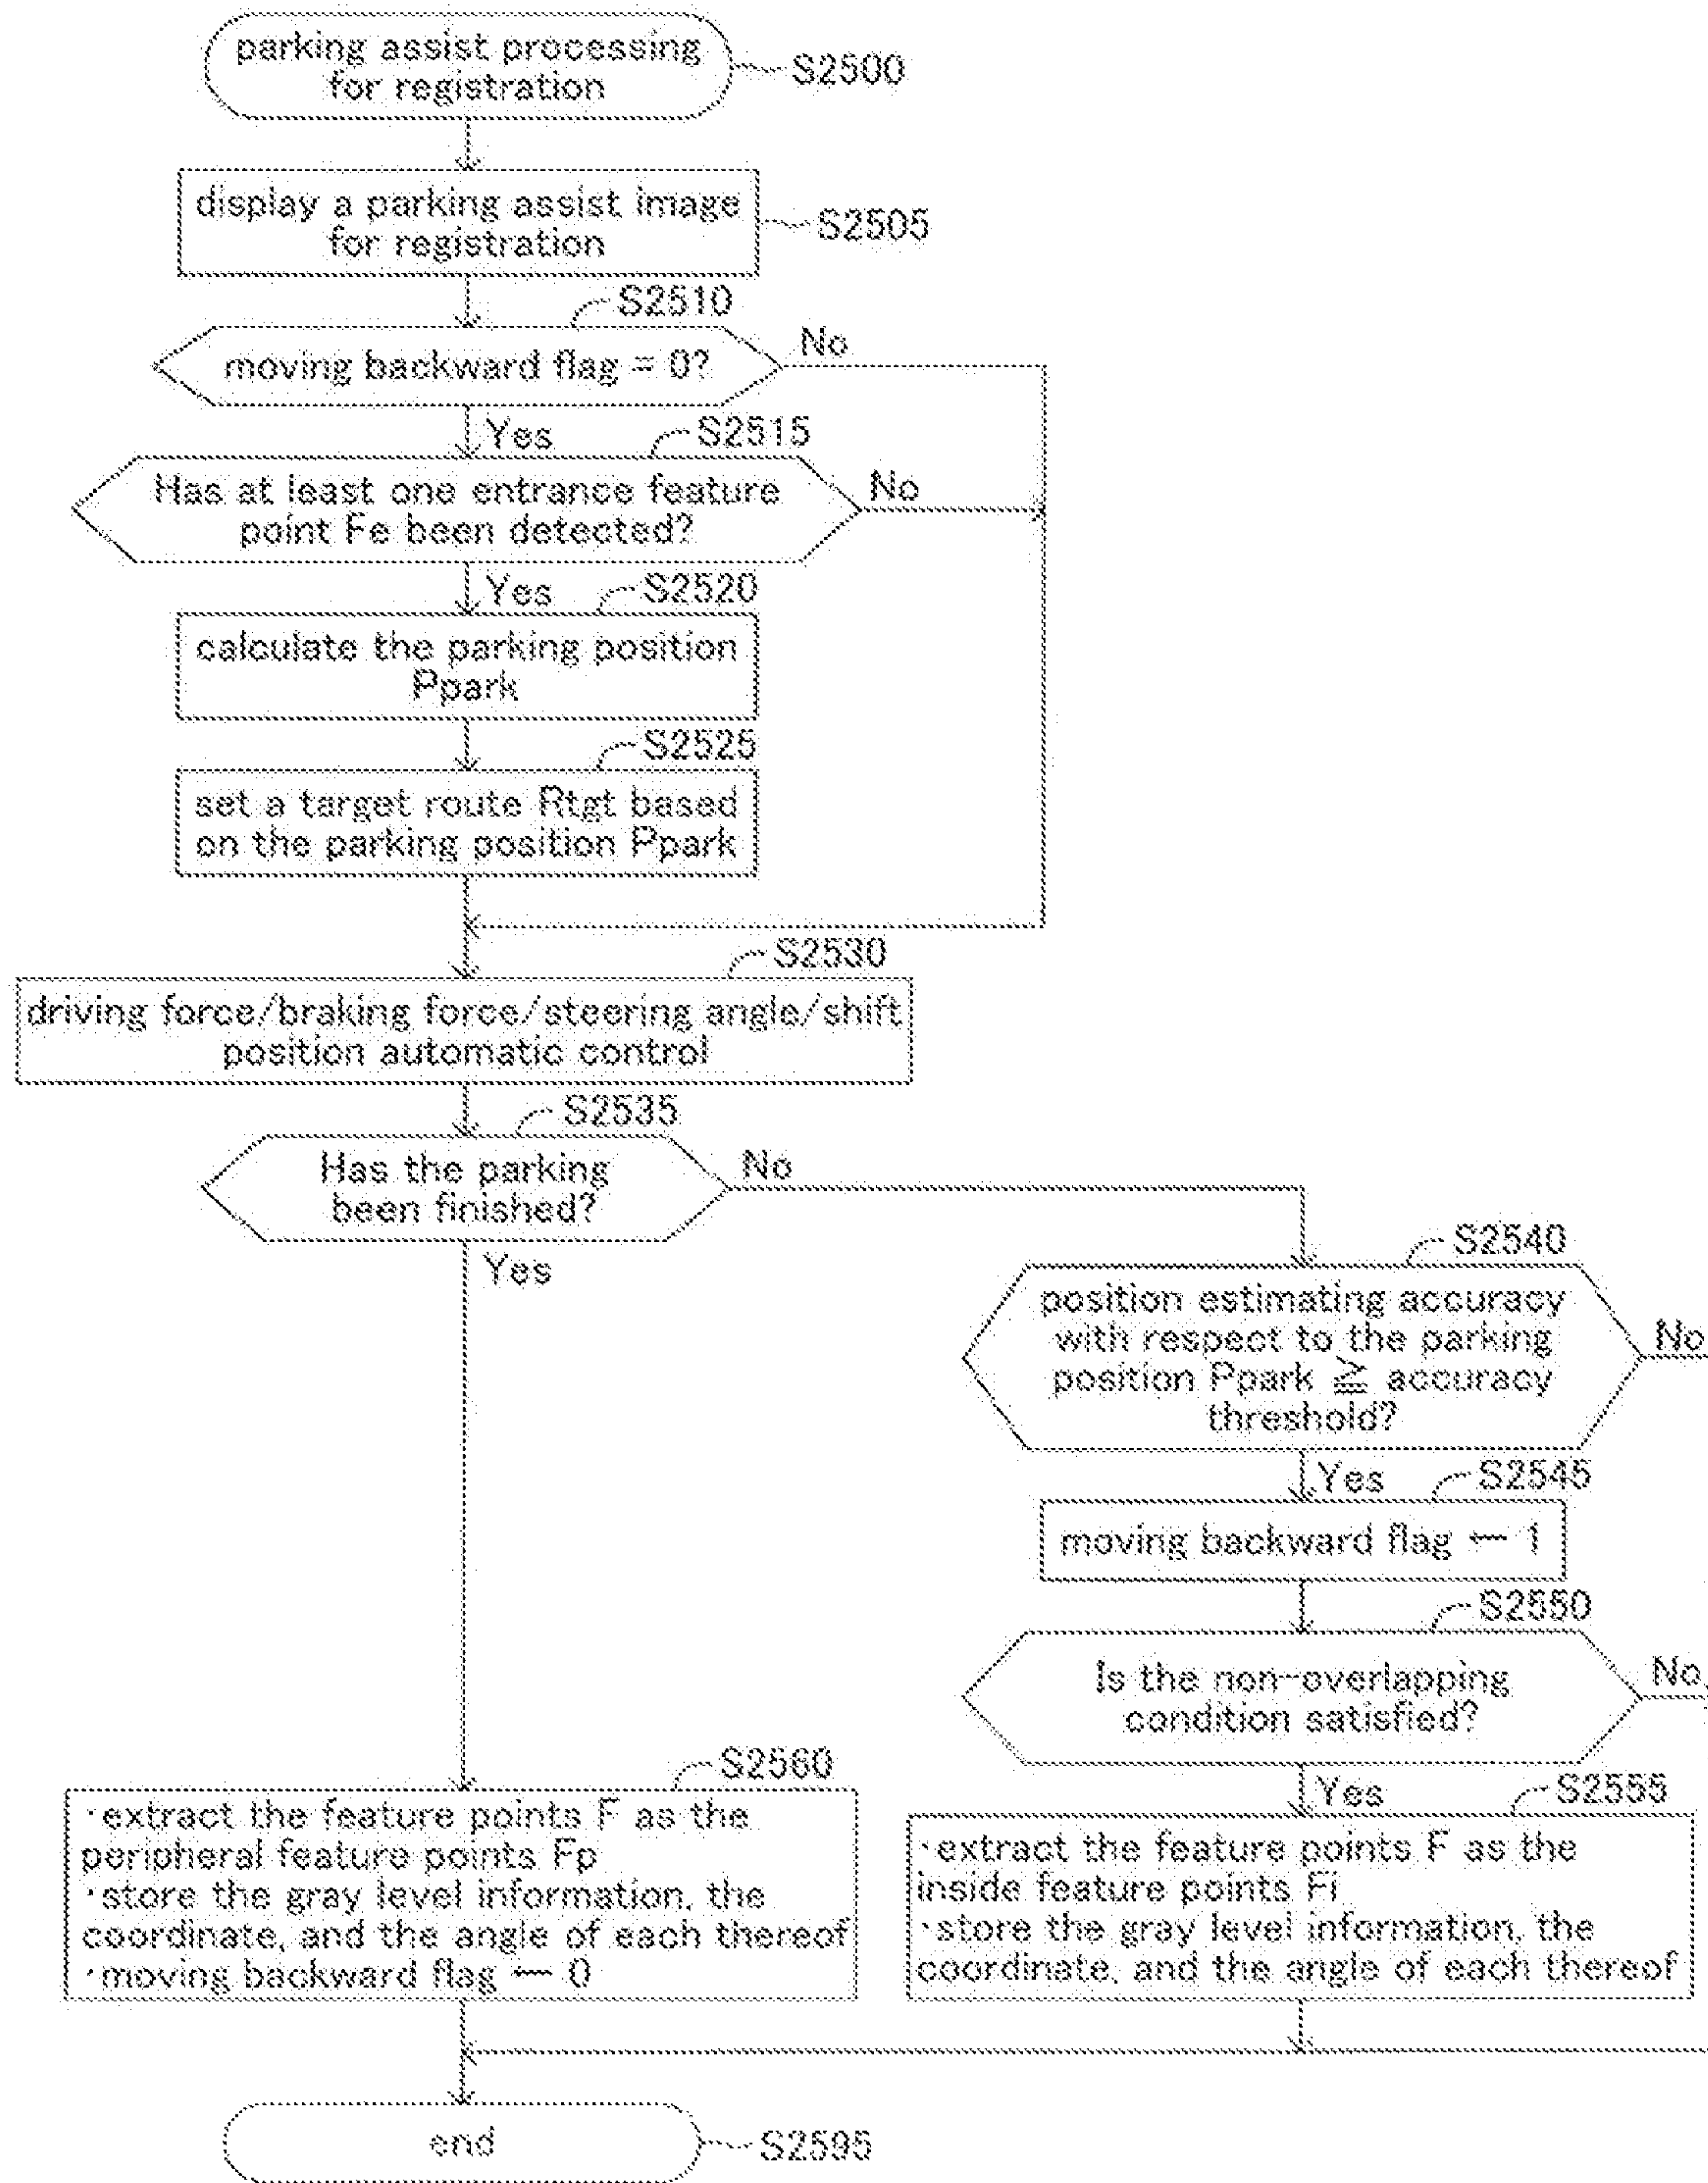 parking assist processing
for registration
S2500
display a parking assist image
for registration
S2505
S2510
moving backward flag = 0?
No
Yes
S2515
Has at least one entrance feature
point Fe been detected?
No
Yes
S2520
calculate the parking position
Ppark
S2525
set a target route Rtgt based
on the parking position Ppark
S2530
driving force/braking force/steering angle/shift
position automatic control
S2535
Has the parking
been finished?
No
Yes
S2540
position estimating accuracy
with respect to the parking
position Ppark ≧ accuracy
threshold?
No
Yes
S2545
moving backward flag ← 1
S2550
Is the non-overlapping
condition satisfied?
No
Yes
S2555
・extract the feature points F as the
inside feature points Fi
・store the gray level information, the
coordinate, and the angle of each thereof
S2560
・extract the feature points F as the
peripheral feature points Fp
・store the gray level information, the
coordinate, and the angle of each thereof
・moving backward flag ← 0
end
S2595